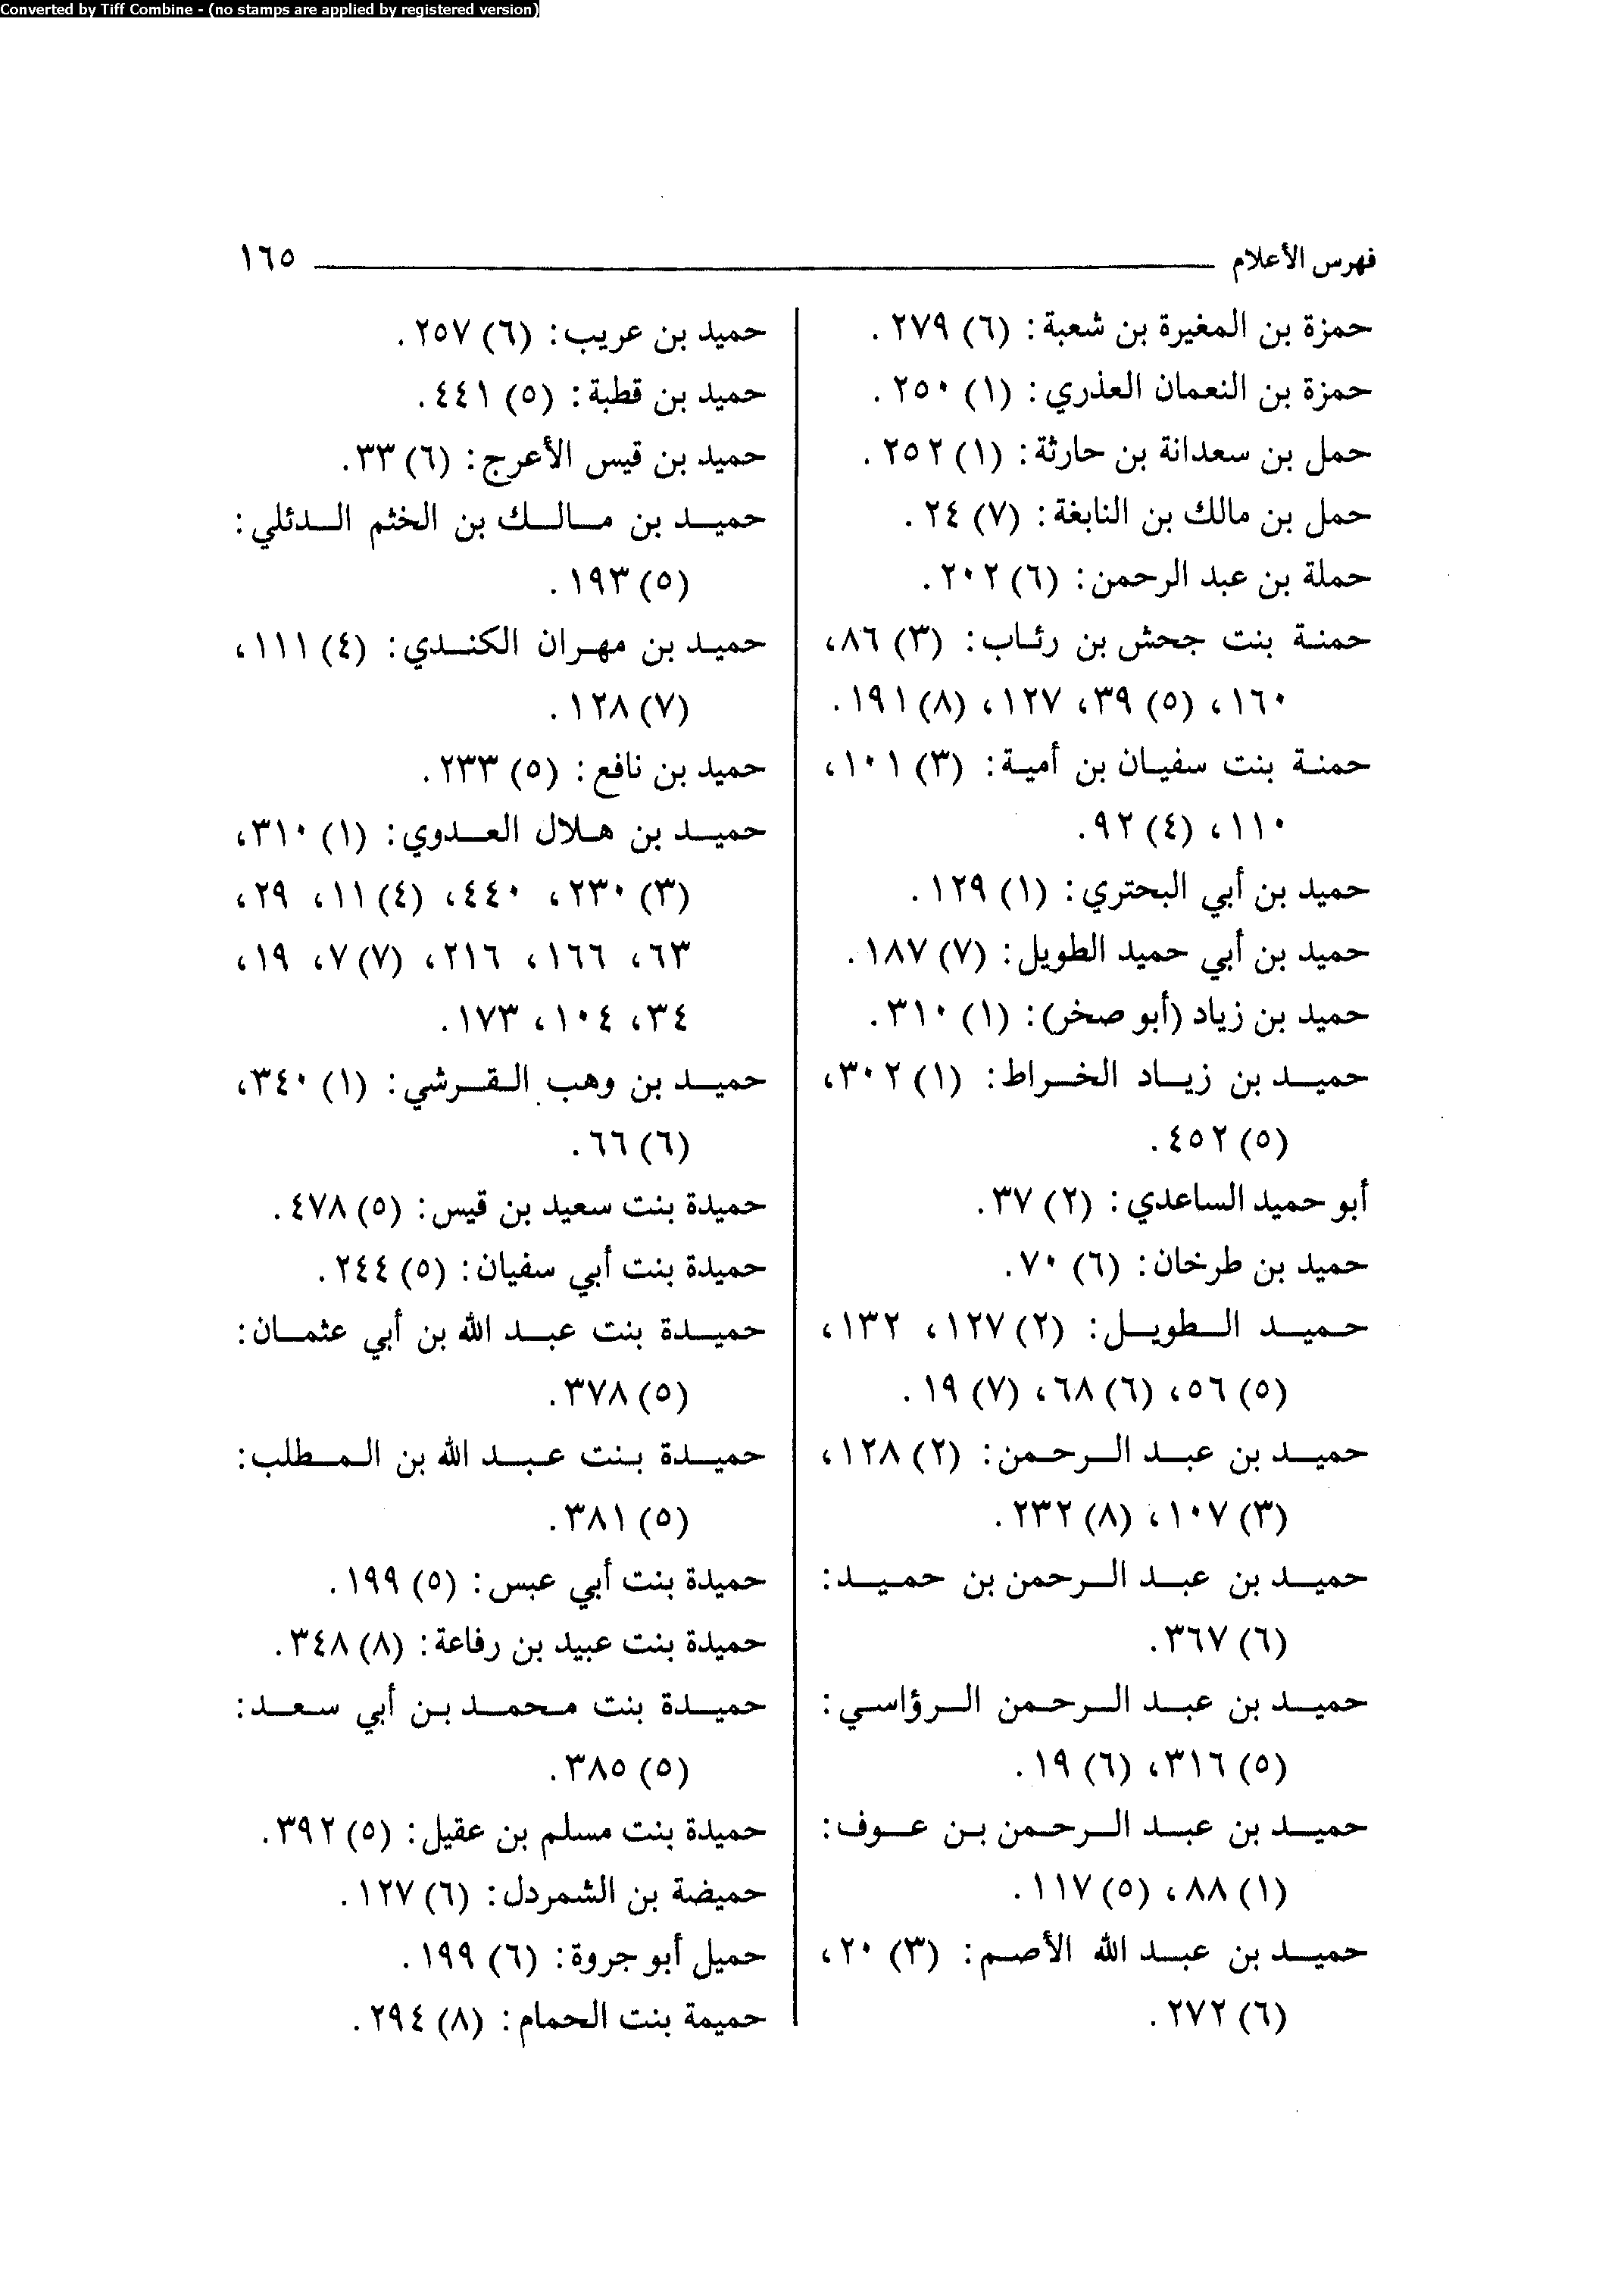 Converted by Tiff Combine - (no stamps are applied by registered version)
فهرس الأعلام ١٦٥
حمزة بن المغيرة بن شعبة: (٦) ٢٧٩.
حمزة بن النعمان العذري: (١) ٢٥٠.
حمل بن سعدانة بن حارثة: (١) ٢٥٢.
حمل بن مالك بن النابغة: (٧) ٢٤.
حملة بن عبد الرحمن: (٦) ٢٠٢.
حمنة بنت جحش بن رئاب: (٣) ٨٦،
١٦٠، (٥) ٣٩، ١٢٧، (٨) ١٩١.
حمنة بنت سفيان بن أمية: (٣) ١٠١،
١١٠، (٤) ٩٢.
حميد بن أبي البحتري: (١) ١٢٩.
حميد بن أبي حميد الطويل: (٧) ١٨٧.
حميد بن زياد (أبو صخر): (١) ٣١٠.
حميد بن زياد الخراط: (١) ٣٠٢،
(٥) ٤٥٢.
أبو حميد الساعدي: (٢) ٣٧.
حميد بن طرخان: (٦) ٧٠.
حميد الطويل: (٢) ١٢٧، ١٣٢،
(٥) ٥٦، (٦) ٦٨، (٧) ١٩.
حميد بن عبد الرحمن: (٢) ١٢٨،
(٣) ١٠٧، (٨) ٢٣٢.
حميد بن عبد الرحمن بن حميد:
(٦) ٣٦٧.
حميد بن عبد الرحمن الرؤاسي:
(٥) ٣١٦، (٦) ١٩.
حميد بن عبد الرحمن بن عوف:
(١) ٨٨، (٥) ١١٧.
حميد بن عبد الله الأصم: (٣) ٢٠،
(٦) ٢٧٢.
حميد بن عريب: (٦) ٢٥٧.
حميد بن قطبة: (٥) ٤٤١.
حميد بن قيس الأعرج: (٦) ٣٣.
حميد بن مالك بن الخثم الدئلي:
(٥) ١٩٣.
حميد بن مهران الكندي: (٤) ١١١،
(٧) ١٢٨.
حميد بن نافع: (٥) ٢٣٣.
حميد بن هلال العدوي: (١) ٣١٠،
(٣) ٢٣٠، ٤٤٠، (٤) ١١، ٢٩،
٦٣، ١٦٦، ٢١٦، (٧) ٧، ١٩،
٣٤، ١٠٤، ١٧٣.
حميد بن وهب القرشي: (١) ٣٤٠،
(٦) ٦٦.
حميدة بنت سعيد بن قيس: (٥) ٤٧٨.
حميدة بنت أبي سفيان: (٥) ٢٤٤.
حميدة بنت عبد الله بن أبي عثمان:
(٥) ٣٧٨.
حميدة بنت عبد الله بن المطلب:
(٥) ٣٨١.
حميدة بنت أبي عبس: (٥) ١٩٩.
حميدة بنت عبيد بن رفاعة: (٨) ٣٤٨.
حميدة بنت محمد بن أبي سعد:
(٥) ٣٨٥.
حميدة بنت مسلم بن عقيل: (٥) ٣٩٢.
حميضة بن الشمردل: (٦) ١٢٧.
حميل أبو جروة: (٦) ١٩٩.
حميمة بنت الحمام: (٨) ٢٩٤.